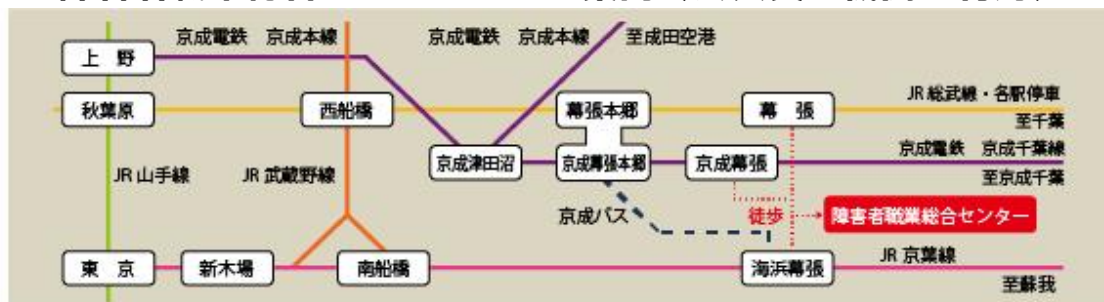 京成電鉄 京成本線
京成電鉄 京成本線
至成田空港
上 野
秋葉原
西船橋
幕張本郷
幕 張
JR 総武線・各駅停車
至千葉
京成津田沼
京成幕張本郷
京成幕張
京成電鉄 京成千葉線
至京成千葉
JR 山手線
JR 武蔵野線
京成バス
徒歩
障害者職業総合センター
東 京
新木場
南船橋
海浜幕張
JR 京葉線
至蘇我